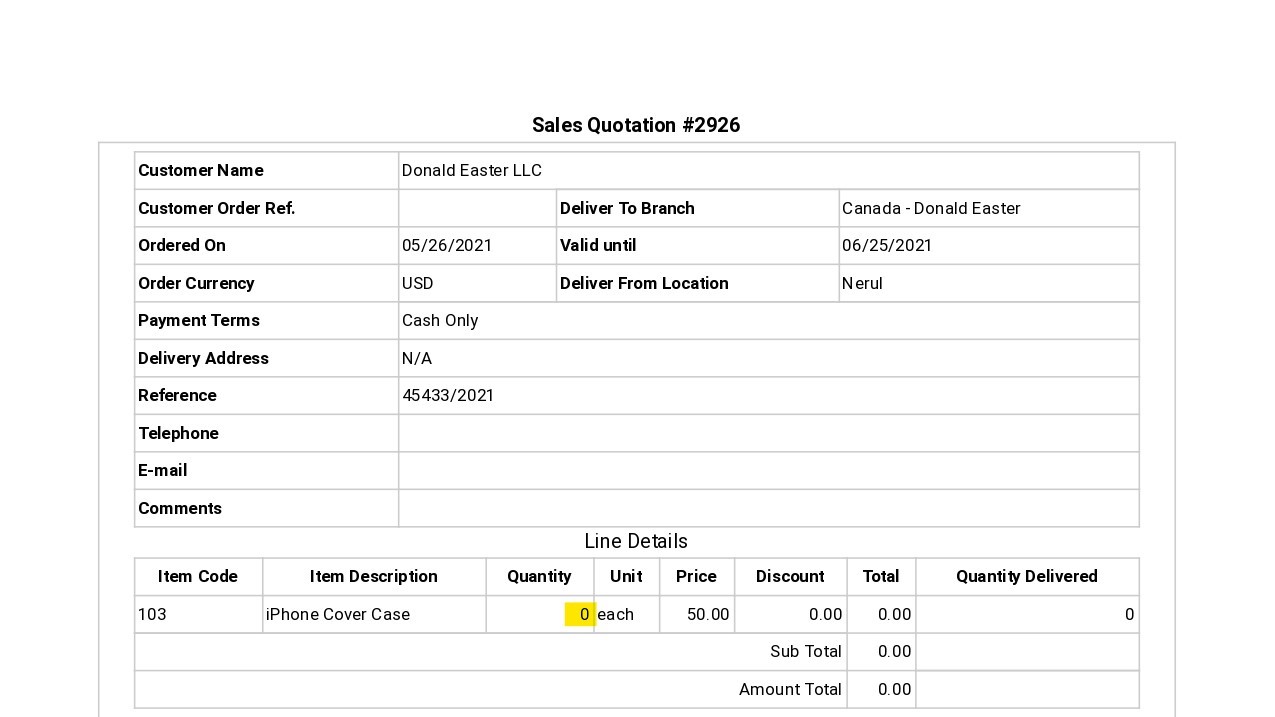 Sales Quotation #2926
Customer Name Donald Easter LLC
Customer Order Ref. Deliver To Branch Canada - Donald Easter
Ordered On 05/26/2021 Valid until 06/25/2021
Order Currency USD Deliver From Location Nerul
Payment Terms Cash Only
Delivery Address N/A
Reference 45433/2021
Telephone
E-mail
Comments
Line Details
Item Code Item Description Quantity Unit Price Discount Total Quantity Delivered
103 iPhone Cover Case 0 each 50.00 0.00 0.00 0
Sub Total 0.00
Amount Total 0.00